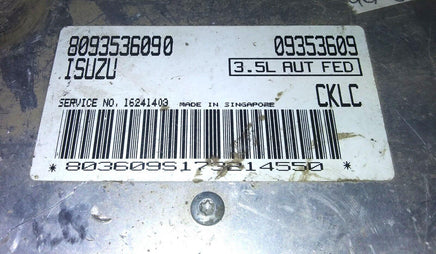 8093536090 09353609
ISUZU 3.5L AUT FED
SERVICE NO. 16241403 MADE IN SINGAPORE CKLC